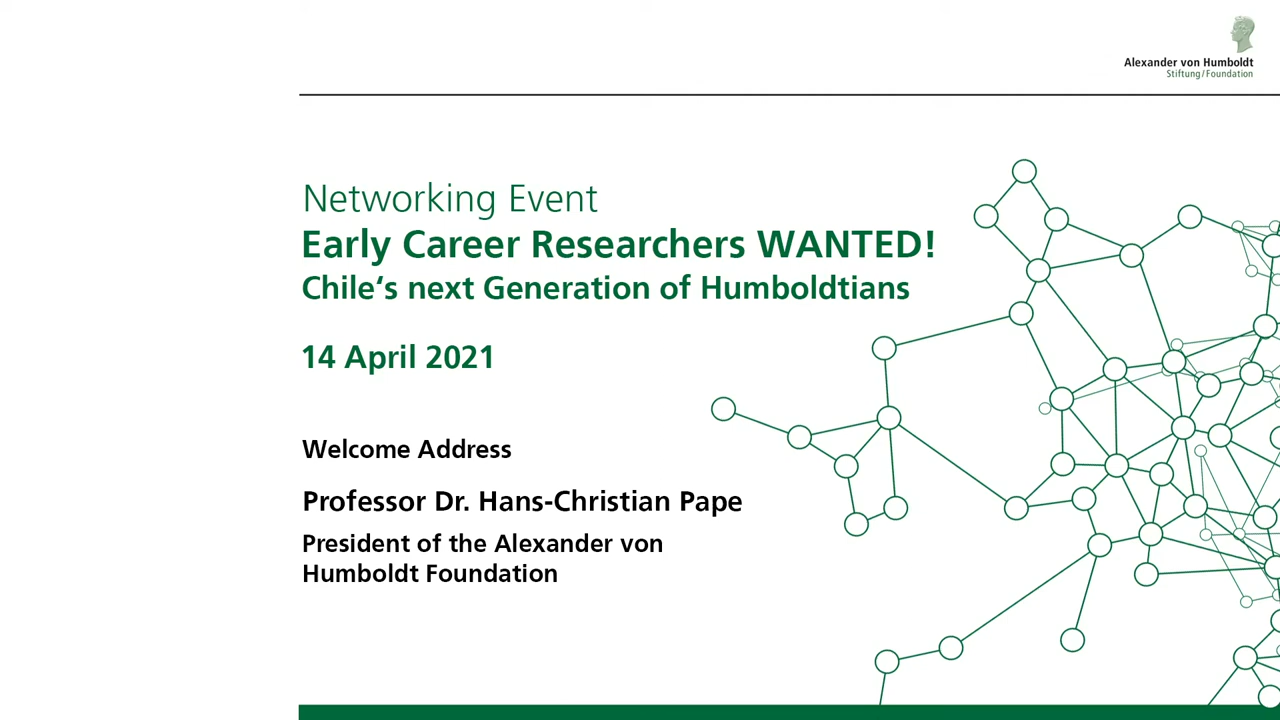 Alexander von Humboldt
Stiftung/Foundation
Networking Event
Early Career Researchers WANTED!
Chile‘s next Generation of Humboldtians
14 April 2021
Welcome Address
Professor Dr. Hans-Christian Pape
President of the Alexander von
Humboldt Foundation